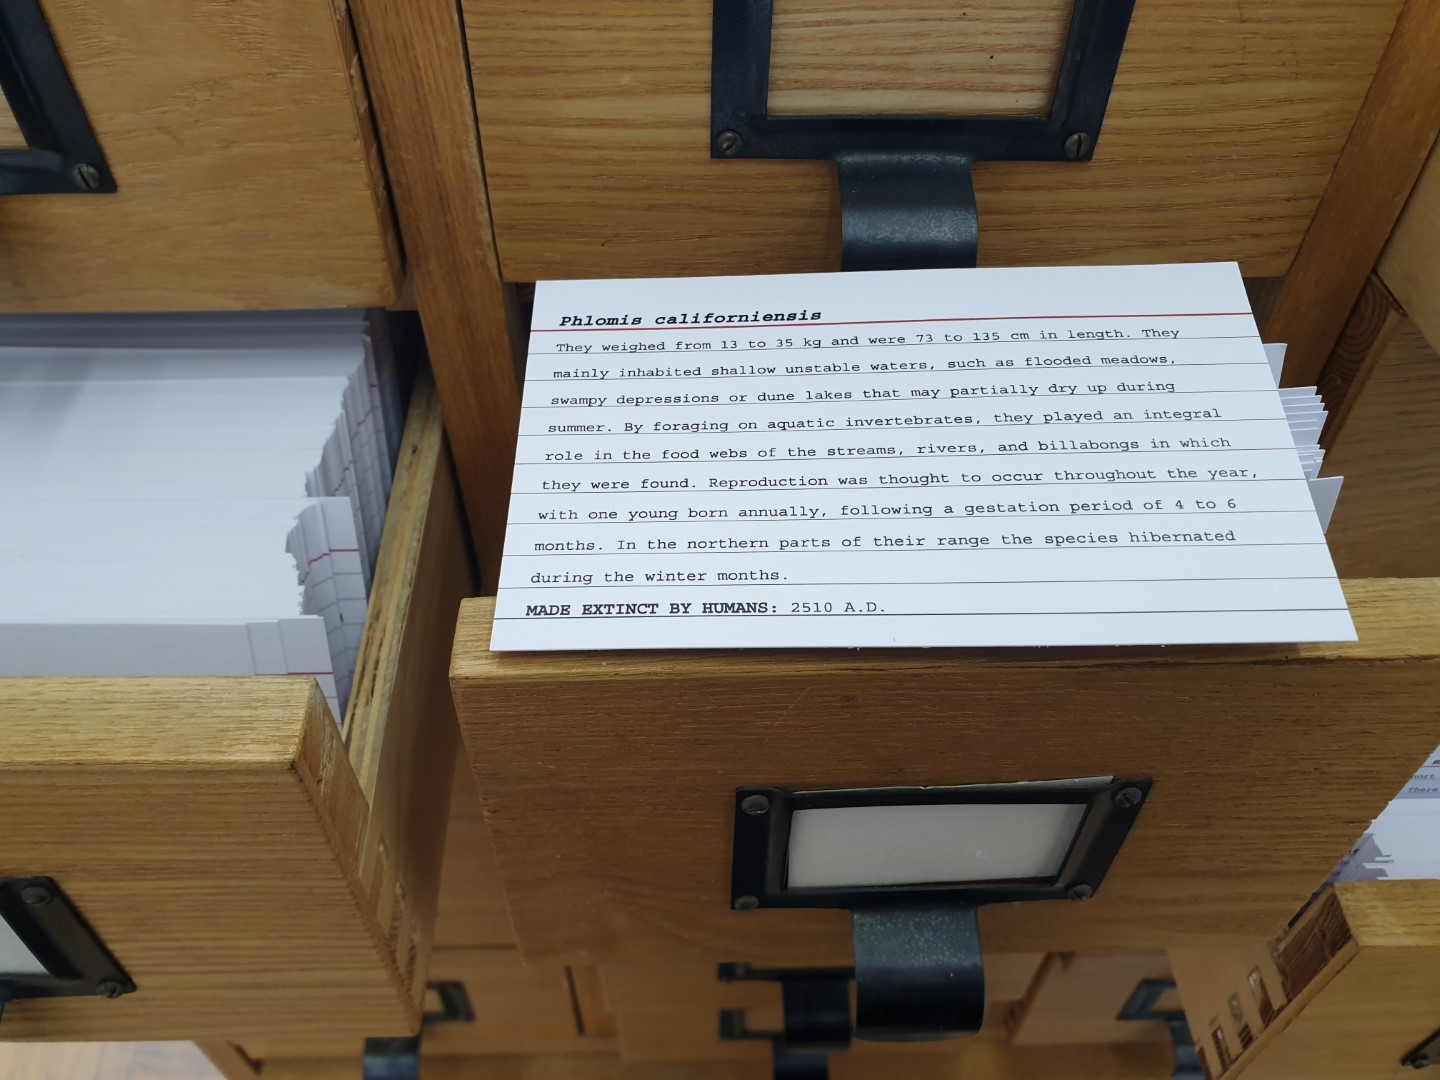 Phlomis californiensis
They weighed from 13 to 35 kg and were 73 to 135 cm in length. They
mainly inhabited shallow unstable waters, such as flooded meadows,
swampy depressions or dune lakes that may partially dry up during
summer. By foraging on aquatic invertebrates, they played an integral
role in the food webs of the streams, rivers, and billabongs in which
they were found. Reproduction was thought to occur throughout the year,
with one young born annually, following a gestation period of 4 to 6
months. In the northern parts of their range the species hibernated
during the winter months.
MADE EXTINCT BY HUMANS: 2510 A.D.
There